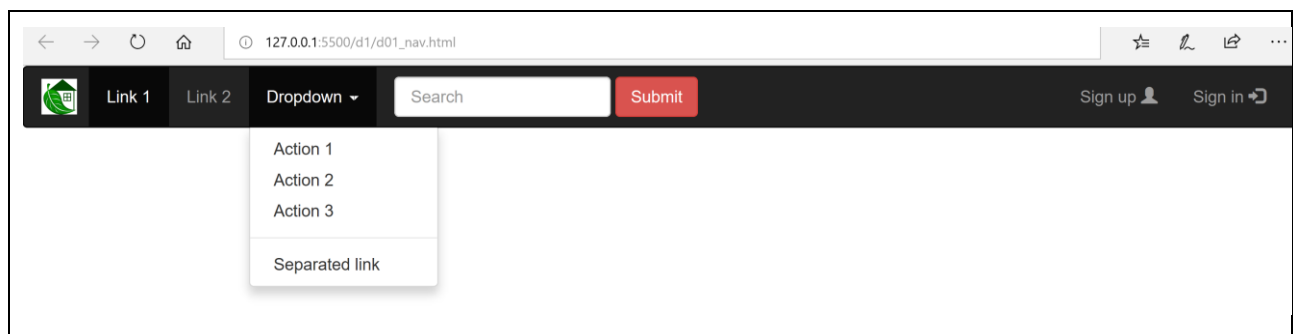 127.0.0.1:5500/d1/d01_nav.html
Link 1 Link 2 Dropdown Search Submit Sign up Sign in
Action 1
Action 2
Action 3
Separated link